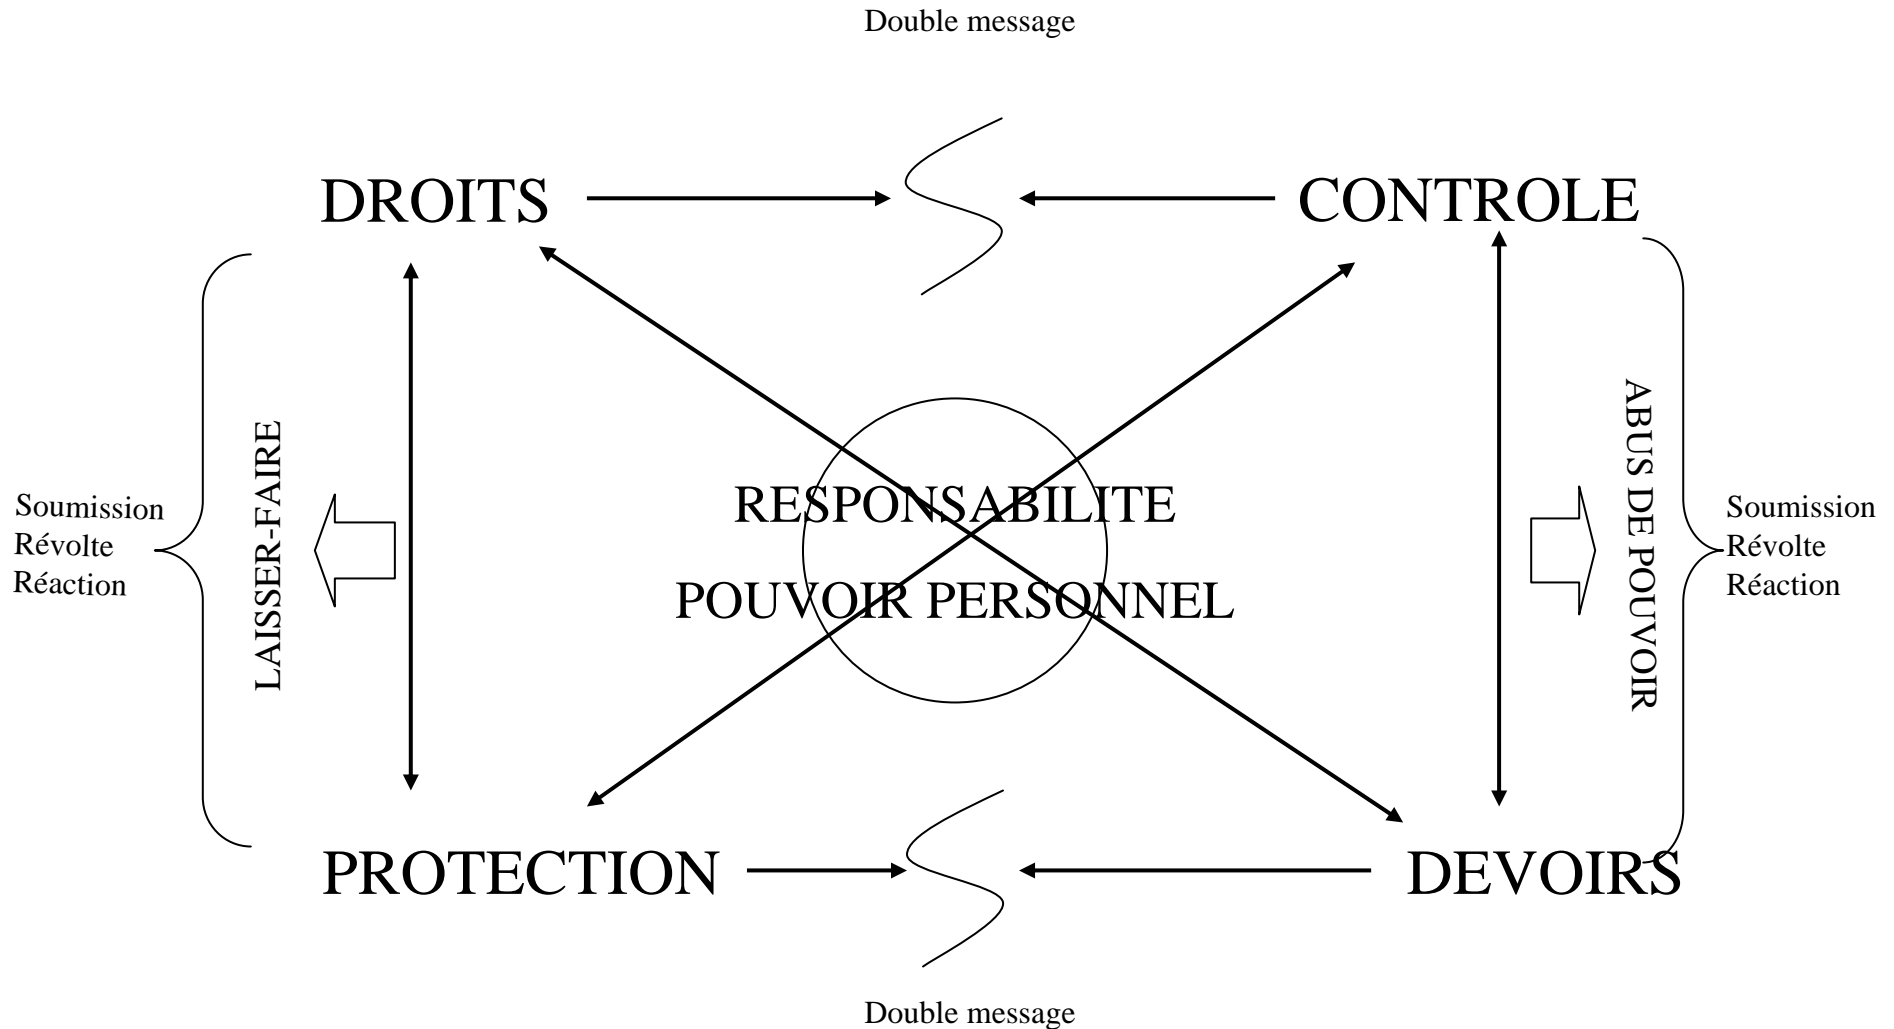 Double message
DROITS
CONTROLE
LAISSER-FAIRE
ABUS DE POUVOIR
Soumission
Révolte
Réaction
RESPONSABILITE
POUVOIR PERSONNEL
Soumission
Révolte
Réaction
PROTECTION
DEVOIRS
Double message